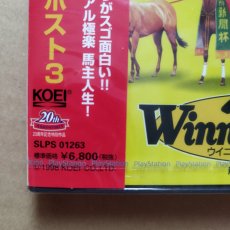 がスゴ面白い!!
アル極楽 馬主人生!
ポスト3
KOEI
20th
SLPS 01263
標準価格 ¥6,800(税別)
© 1998 KOEI CO.,LTD.
PlayStation PlayStation PlayStation
Winn
ウイニ